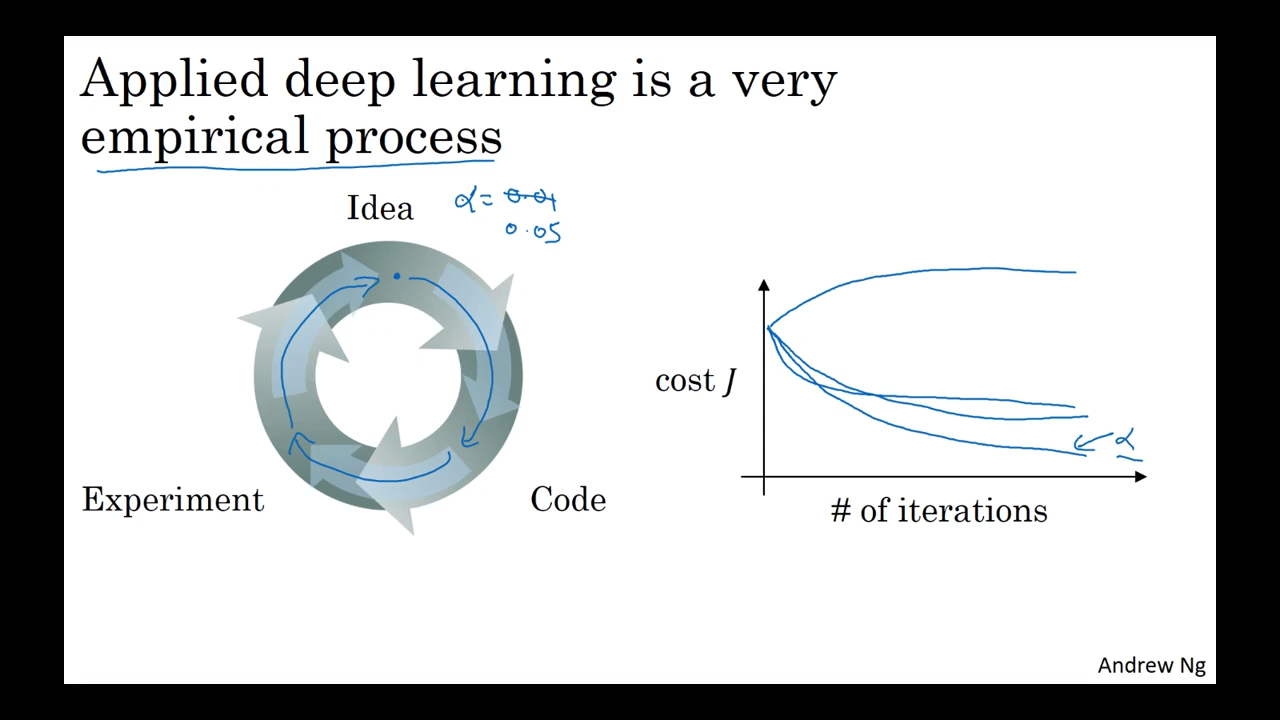 Applied deep learning is a very
empirical process
Idea
α = 0.01
0.05
Experiment
Code
cost J
α
# of iterations
Andrew Ng